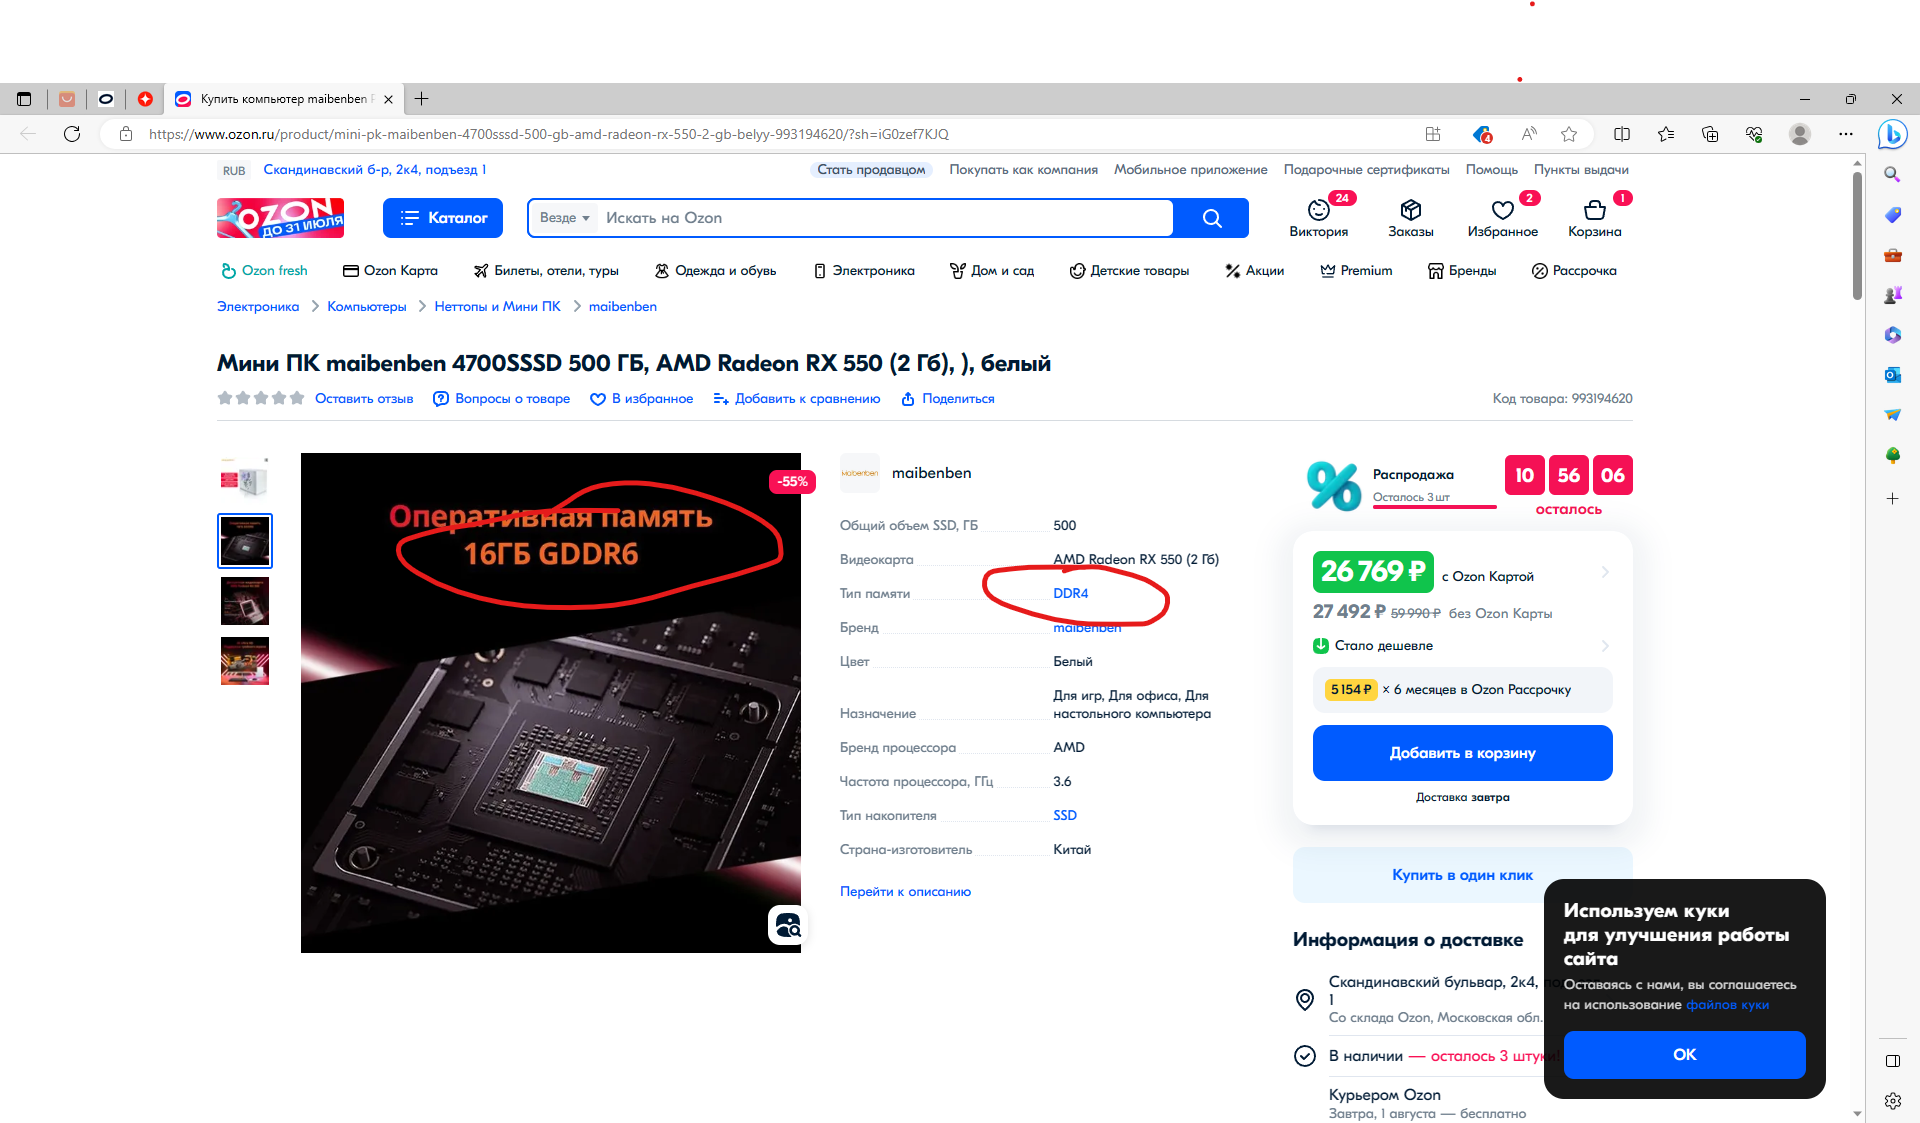 Купить компьютер maibenben
https://www.ozon.ru/product/mini-pk-maibenben-4700sssd-500-gb-amd-radeon-rx-550-2-gb-belyy-993194620/?sh=iG0zef7KJQ
4
RUB
Скандинавский б-р, 2к4, подъезд 1
Стать продавцом
Покупать как компания
Мобильное приложение
Подарочные сертификаты
Помощь
Пункты выдачи
OZON
ДО 31 ИЮЛЯ
Каталог
Везде
Искать на Ozon
24
Виктория
Заказы
2
Избранное
1
Корзина
Ozon fresh
Ozon Карта
Билеты, отели, туры
Одежда и обувь
Электроника
Дом и сад
Детские товары
Акции
Premium
Бренды
Рассрочка
Электроника
Компьютеры
Неттопы и Мини ПК
maibenben
Мини ПК maibenben 4700SSSD 500 ГБ, AMD Radeon RX 550 (2 Гб), ), белый
Оставить отзыв
Вопросы о товаре
В избранное
Добавить к сравнению
Поделиться
Код товара: 993194620
-55%
Оперативная память
16ГБ GDDR6
maibenben
maibenben
Общий объем SSD, ГБ 500
Видеокарта AMD Radeon RX 550 (2 Гб)
Тип памяти DDR4
Бренд maibenben
Цвет Белый
Назначение Для игр, Для офиса, Для
настольного компьютера
Бренд процессора AMD
Частота процессора, ГГц 3.6
Тип накопителя SSD
Страна-изготовитель Китай
Перейти к описанию
Распродажа
Осталось 3 шт
10 56 06
осталось
26 769 ₽ с Ozon Картой
27 492 ₽ 59 990 ₽ без Ozon Карты
Стало дешевле
5 154 ₽ × 6 месяцев в Ozon Рассрочку
Добавить в корзину
Доставка завтра
Купить в один клик
Информация о доставке
Скандинавский бульвар, 2к4,
1
Со склада Ozon, Московская обл.
В наличии — осталось 3 штуки!
Курьером Ozon
Завтра, 1 августа — бесплатно
Используем куки
для улучшения работы
сайта
Оставаясь с нами, вы соглашаетесь
на использование файлов куки
ОК